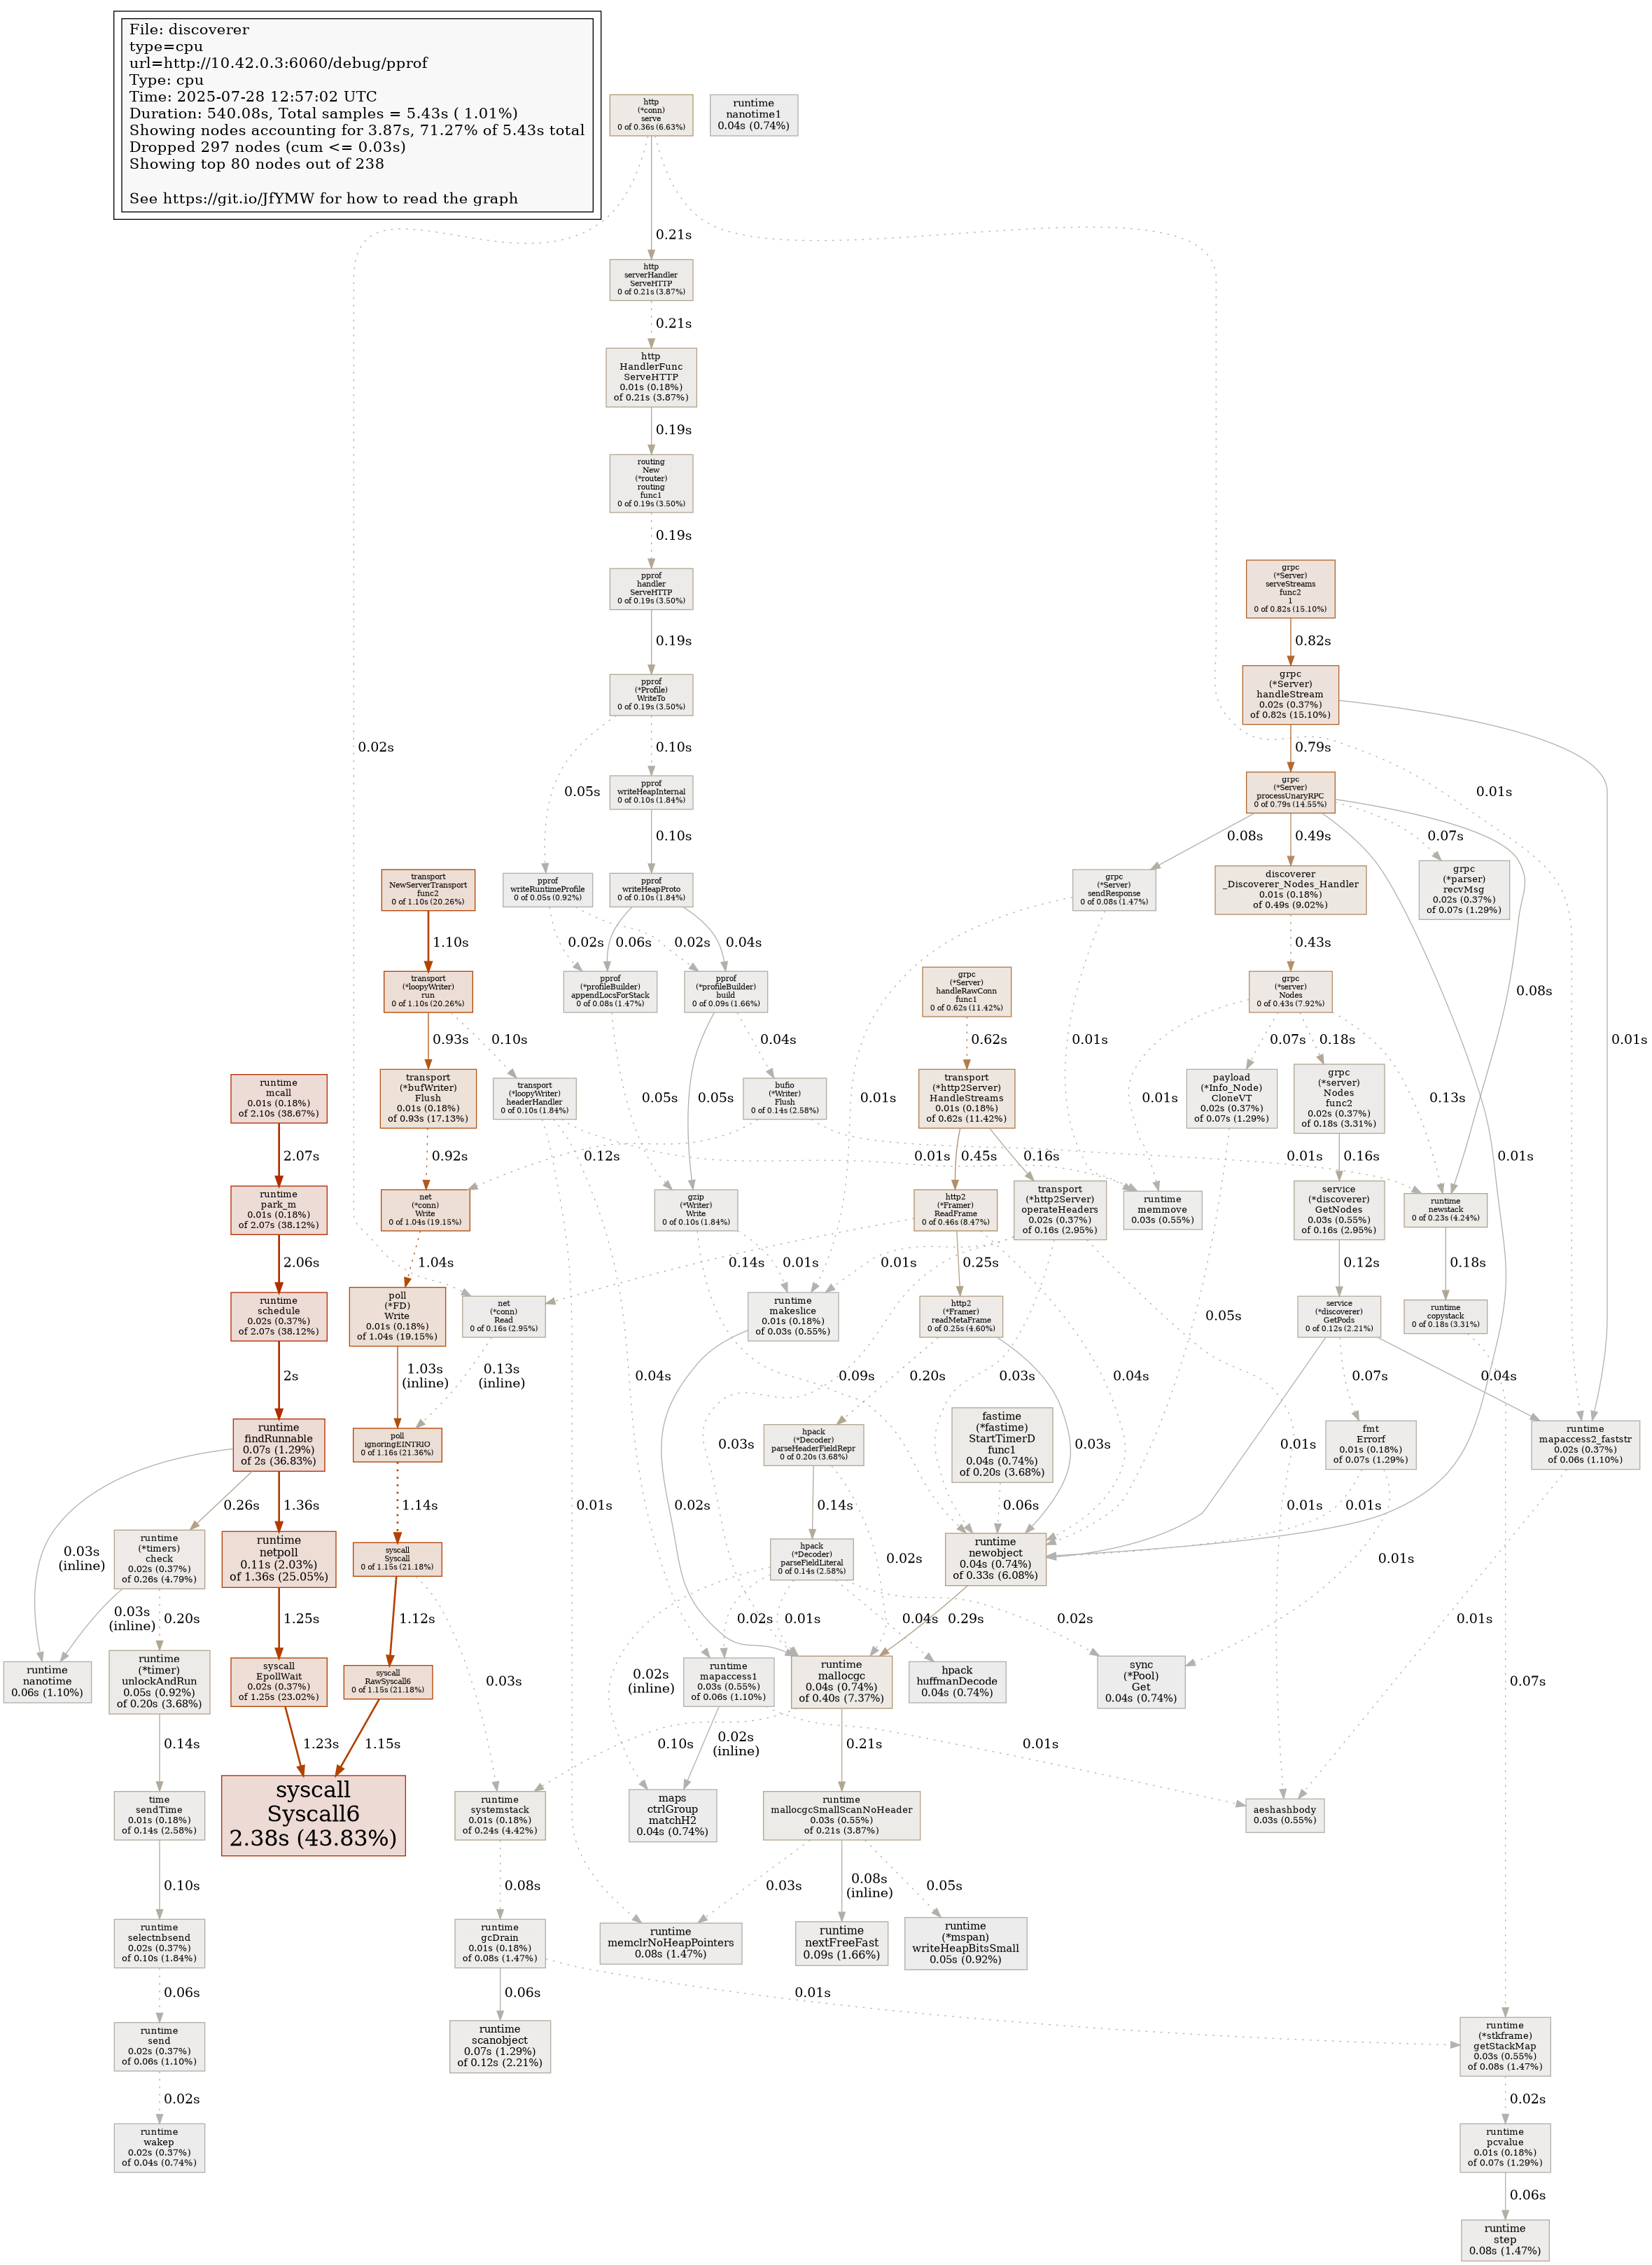 File: discoverer
type=cpu
url=http://10.42.0.3:6060/debug/pprof
Type: cpu
Time: 2025-07-28 12:57:02 UTC
Duration: 540.08s, Total samples = 5.43s ( 1.01%)
Showing nodes accounting for 3.87s, 71.27% of 5.43s total
Dropped 297 nodes (cum <= 0.03s)
Showing top 80 nodes out of 238
See https://git.io/JfYMW for how to read the graph
http
(*conn)
serve
0 of 0.36s (6.63%)
runtime
nanotime1
0.04s (0.74%)
0.21s
http
serverHandler
ServeHTTP
0 of 0.21s (3.87%)
0.21s
http
HandlerFunc
ServeHTTP
0.01s (0.18%)
of 0.21s (3.87%)
0.19s
routing
New
(*router)
routing
func1
0 of 0.19s (3.50%)
0.19s
pprof
handler
ServeHTTP
0 of 0.19s (3.50%)
grpc
(*Server)
serveStreams
func2
1
0 of 0.82s (15.10%)
0.19s
0.82s
pprof
(*Profile)
WriteTo
0 of 0.19s (3.50%)
grpc
(*Server)
handleStream
0.02s (0.37%)
of 0.82s (15.10%)
0.02s
0.10s
0.79s
0.05s
pprof
writeHeapInternal
0 of 0.10s (1.84%)
grpc
(*Server)
processUnaryRPC
0 of 0.79s (14.55%)
0.01s
0.10s
0.08s
0.49s
0.07s
transport
NewServerTransport
func2
0 of 1.10s (20.26%)
pprof
writeRuntimeProfile
0 of 0.05s (0.92%)
pprof
writeHeapProto
0 of 0.10s (1.84%)
grpc
(*Server)
sendResponse
0 of 0.08s (1.47%)
discoverer
_Discoverer_Nodes_Handler
0.01s (0.18%)
of 0.49s (9.02%)
grpc
(*parser)
recvMsg
0.02s (0.37%)
of 0.07s (1.29%)
1.10s
0.02s
0.06s
0.02s
0.04s
0.43s
transport
(*loopyWriter)
run
0 of 1.10s (20.26%)
pprof
(*profileBuilder)
appendLocsForStack
0 of 0.08s (1.47%)
pprof
(*profileBuilder)
build
0 of 0.09s (1.66%)
grpc
(*Server)
handleRawConn
func1
0 of 0.62s (11.42%)
grpc
(*server)
Nodes
0 of 0.43s (7.92%)
0.08s
0.93s
0.10s
0.04s
0.62s
0.01s
0.07s
0.18s
0.01s
runtime
mcall
0.01s (0.18%)
of 2.10s (38.67%)
transport
(*bufWriter)
Flush
0.01s (0.18%)
of 0.93s (17.13%)
transport
(*loopyWriter)
headerHandler
0 of 0.10s (1.84%)
0.05s
0.05s
bufio
(*Writer)
Flush
0 of 0.14s (2.58%)
0.01s
transport
(*http2Server)
HandleStreams
0.01s (0.18%)
of 0.62s (11.42%)
0.01s
payload
(*Info_Node)
CloneVT
0.02s (0.37%)
of 0.07s (1.29%)
grpc
(*server)
Nodes
func2
0.02s (0.37%)
of 0.18s (3.31%)
0.13s
2.07s
0.92s
0.12s
0.01s
0.45s
0.16s
0.01s
0.16s
0.01s
runtime
park_m
0.01s (0.18%)
of 2.07s (38.12%)
net
(*conn)
Write
0 of 1.04s (19.15%)
gzip
(*Writer)
Write
0 of 0.10s (1.84%)
http2
(*Framer)
ReadFrame
0 of 0.46s (8.47%)
transport
(*http2Server)
operateHeaders
0.02s (0.37%)
of 0.16s (2.95%)
runtime
memmove
0.03s (0.55%)
service
(*discoverer)
GetNodes
0.03s (0.55%)
of 0.16s (2.95%)
runtime
newstack
0 of 0.23s (4.24%)
2.06s
1.04s
0.14s
0.01s
0.01s
0.25s
0.12s
0.18s
runtime
schedule
0.02s (0.37%)
of 2.07s (38.12%)
poll
(*FD)
Write
0.01s (0.18%)
of 1.04s (19.15%)
net
(*conn)
Read
0 of 0.16s (2.95%)
runtime
makeslice
0.01s (0.18%)
of 0.03s (0.55%)
http2
(*Framer)
readMetaFrame
0 of 0.25s (4.60%)
0.05s
service
(*discoverer)
GetPods
0 of 0.12s (2.21%)
runtime
copystack
0 of 0.18s (3.31%)
2s
1.03s
(inline)
0.13s
(inline)
0.04s
0.09s
0.20s
0.03s
0.04s
0.07s
0.04s
runtime
findRunnable
0.07s (1.29%)
of 2s (36.83%)
poll
ignoringEINTRIO
0 of 1.16s (21.36%)
0.03s
hpack
(*Decoder)
parseHeaderFieldRepr
0 of 0.20s (3.68%)
fastime
(*fastime)
StartTimerD
func1
0.04s (0.74%)
of 0.20s (3.68%)
0.03s
0.01s
fmt
Errorf
0.01s (0.18%)
of 0.07s (1.29%)
runtime
mapaccess2_faststr
0.02s (0.37%)
of 0.06s (1.10%)
0.26s
1.36s
1.14s
0.01s
0.02s
0.14s
0.06s
0.01s
0.01s
0.03s
(inline)
runtime
(*timers)
check
0.02s (0.37%)
of 0.26s (4.79%)
runtime
netpoll
0.11s (2.03%)
of 1.36s (25.05%)
syscall
Syscall
0 of 1.15s (21.18%)
hpack
(*Decoder)
parseFieldLiteral
0 of 0.14s (2.58%)
0.02s
runtime
newobject
0.04s (0.74%)
of 0.33s (6.08%)
0.01s
0.03s
(inline)
0.20s
1.25s
1.12s
0.02s
0.01s
0.04s
0.29s
0.02s
0.01s
runtime
nanotime
0.06s (1.10%)
runtime
(*timer)
unlockAndRun
0.05s (0.92%)
of 0.20s (3.68%)
syscall
EpollWait
0.02s (0.37%)
of 1.25s (23.02%)
syscall
RawSyscall6
0 of 1.15s (21.18%)
0.03s
0.02s
(inline)
runtime
mapaccess1
0.03s (0.55%)
of 0.06s (1.10%)
runtime
mallocgc
0.04s (0.74%)
of 0.40s (7.37%)
hpack
huffmanDecode
0.04s (0.74%)
sync
(*Pool)
Get
0.04s (0.74%)
0.07s
0.14s
1.23s
1.15s
0.10s
0.02s
(inline)
0.21s
0.01s
time
sendTime
0.01s (0.18%)
of 0.14s (2.58%)
syscall
Syscall6
2.38s (43.83%)
runtime
systemstack
0.01s (0.18%)
of 0.24s (4.42%)
maps
ctrlGroup
matchH2
0.04s (0.74%)
runtime
mallocgcSmallScanNoHeader
0.03s (0.55%)
of 0.21s (3.87%)
aeshashbody
0.03s (0.55%)
0.10s
0.08s
0.03s
0.08s
(inline)
0.05s
runtime
selectnbsend
0.02s (0.37%)
of 0.10s (1.84%)
runtime
gcDrain
0.01s (0.18%)
of 0.08s (1.47%)
runtime
memclrNoHeapPointers
0.08s (1.47%)
runtime
nextFreeFast
0.09s (1.66%)
runtime
(*mspan)
writeHeapBitsSmall
0.05s (0.92%)
0.06s
0.06s
0.01s
runtime
send
0.02s (0.37%)
of 0.06s (1.10%)
runtime
scanobject
0.07s (1.29%)
of 0.12s (2.21%)
runtime
(*stkframe)
getStackMap
0.03s (0.55%)
of 0.08s (1.47%)
0.02s
0.02s
runtime
wakep
0.02s (0.37%)
of 0.04s (0.74%)
runtime
pcvalue
0.01s (0.18%)
of 0.07s (1.29%)
0.06s
runtime
step
0.08s (1.47%)